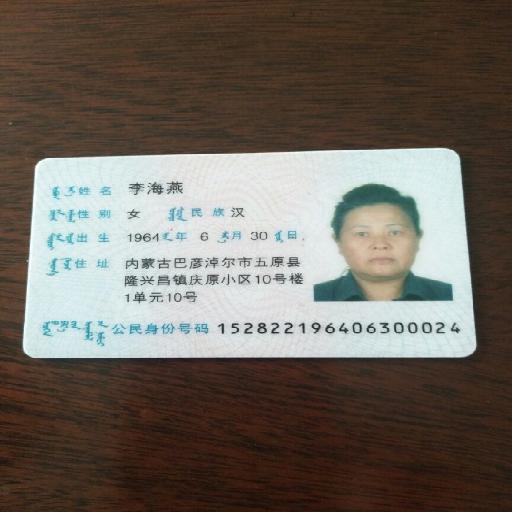 姓名 李海燕
性别 女 民族 汉
出生 1964 年 6 月 30 日
住址 内蒙古巴彦淖尔市五原县
隆兴昌镇庆原小区10号楼
1单元10号
公民身份号码 152822196406300024